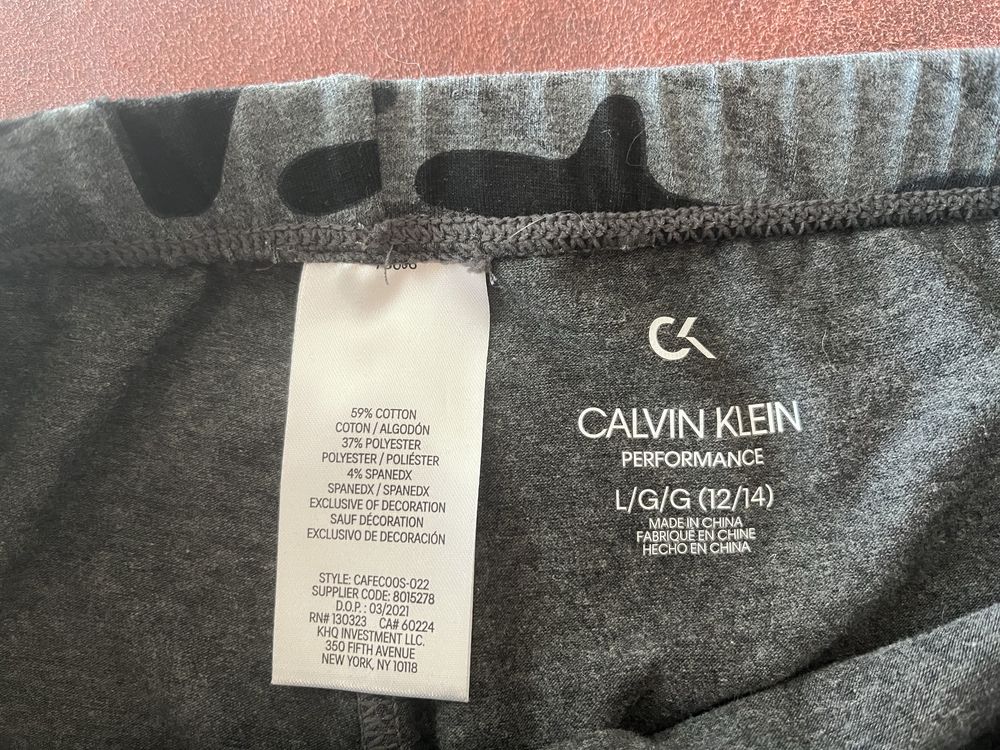 59% COTTON
COTON / ALGODÓN
37% POLYESTER
POLYESTER / POLIÉSTER
4% SPANEDX
SPANEDX / SPANEDX
EXCLUSIVE OF DECORATION
SAUF DÉCORATION
EXCLUSIVO DE DECORACIÓN
STYLE: CAFEC00S-022
SUPPLIER CODE: 8015278
D.O.P. : 03/2021
RN# 130323 CA# 60224
KHQ INVESTMENT LLC.
350 FIFTH AVENUE
NEW YORK, NY 10118
CK
CALVIN KLEIN
PERFORMANCE
L/G/G (12/14)
MADE IN CHINA
FABRIQUÉ EN CHINE
HECHO EN CHINA